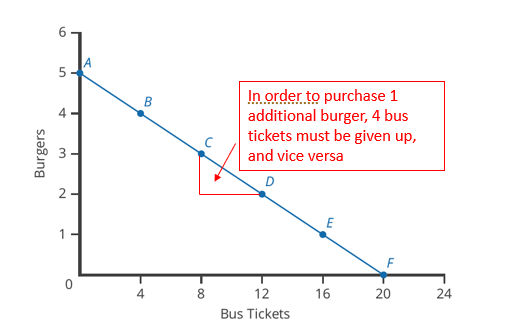 6
5
4
3
2
1
0
Burgers
A
B
C
D
E
F
In order to purchase 1
additional burger, 4 bus
tickets must be given up,
and vice versa
4 8 12 16 20 24
Bus Tickets